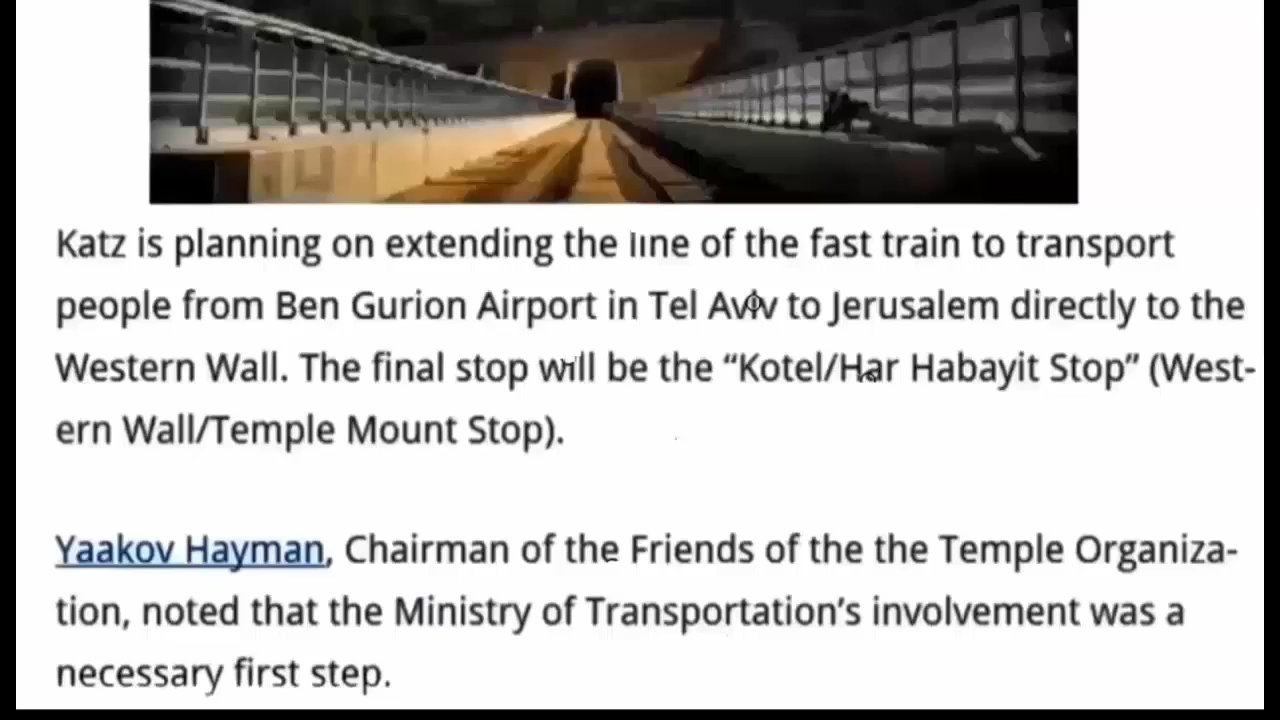 Katz is planning on extending the line of the fast train to transport
people from Ben Gurion Airport in Tel Aviv to Jerusalem directly to the
Western Wall. The final stop will be the “Kotel/Har Habayit Stop” (West-
ern Wall/Temple Mount Stop).
Yaakov Hayman, Chairman of the Friends of the the Temple Organiza-
tion, noted that the Ministry of Transportation’s involvement was a
necessary first step.